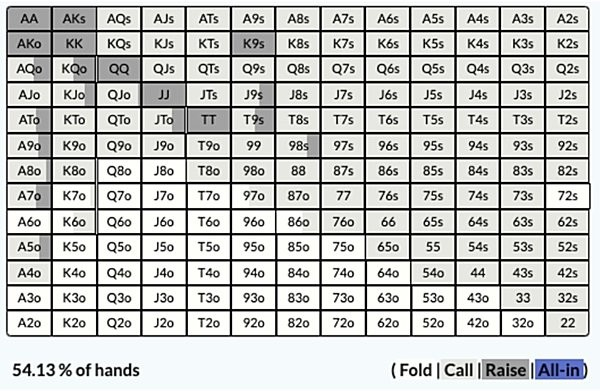 AA AKs AQs AJs ATs A9s A8s A7s A6s A5s A4s A3s A2s
AKo KK KQs KJs KTs K9s K8s K7s K6s K5s K4s K3s K2s
AQo KQo QQ QJs QTs Q9s Q8s Q7s Q6s Q5s Q4s Q3s Q2s
AJo KJo QJo JJ JTs J9s J8s J7s J6s J5s J4s J3s J2s
ATo KTo QTo JTo TT T9s T8s T7s T6s T5s T4s T3s T2s
A9o K9o Q9o J9o T9o 99 98s 97s 96s 95s 94s 93s 92s
A8o K8o Q8o J8o T8o 98o 88 87s 86s 85s 84s 83s 82s
A7o K7o Q7o J7o T7o 97o 87o 77 76s 75s 74s 73s 72s
A6o K6o Q6o J6o T6o 96o 86o 76o 66 65s 64s 63s 62s
A5o K5o Q5o J5o T5o 95o 85o 75o 65o 55 54s 53s 52s
A4o K4o Q4o J4o T4o 94o 84o 74o 64o 54o 44 43s 42s
A3o K3o Q3o J3o T3o 93o 83o 73o 63o 53o 43o 33 32s
A2o K2o Q2o J2o T2o 92o 82o 72o 62o 52o 42o 32o 22
54.13 % of hands ( Fold | Call | Raise | All-in )